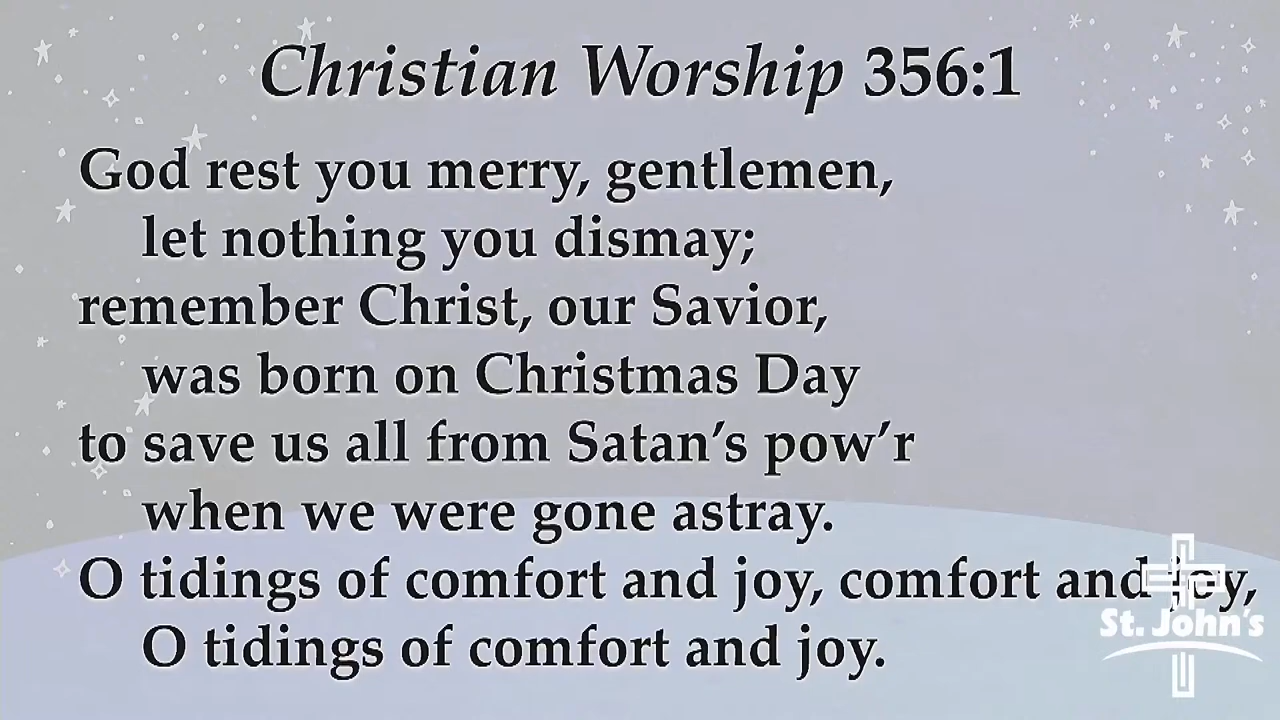 Christian Worship 356:1
God rest you merry, gentlemen,
let nothing you dismay;
remember Christ, our Savior,
was born on Christmas Day
to save us all from Satan’s pow’r
when we were gone astray.
O tidings of comfort and joy, comfort and joy,
O tidings of comfort and joy.
St. John's